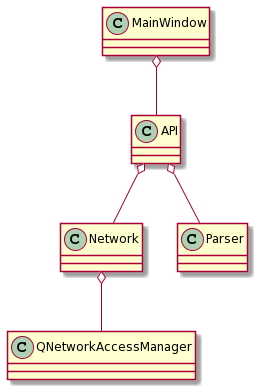 C MainWindow
C API
C Network
C Parser
C QNetworkAccessManager